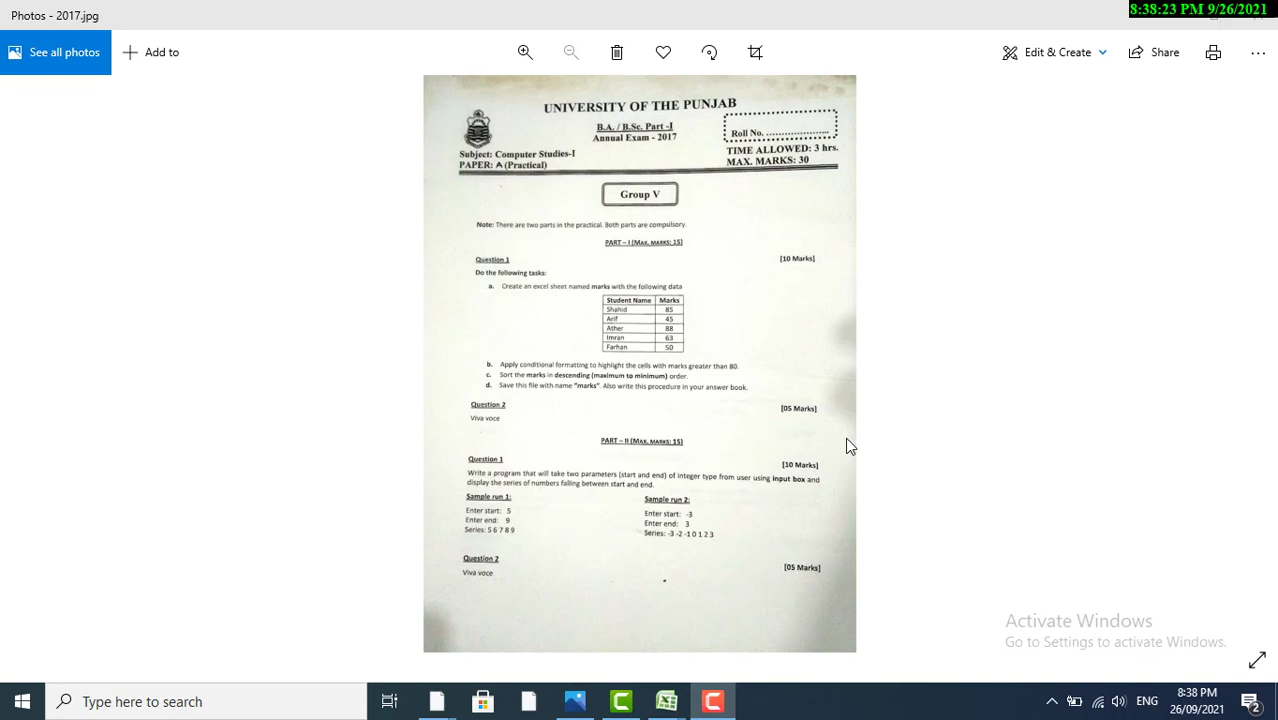 Photos - 2017.jpg
8:38:23 PM 9/26/2021
See all photos
Add to
Edit & Create
Share
UNIVERSITY OF THE PUNJAB
B.A. / B.Sc. Part -I
Annual Exam - 2017
Roll No. ......................
Subject: Computer Studies-I
PAPER: A (Practical)
TIME ALLOWED: 3 hrs.
MAX. MARKS: 30
Group V
Note: There are two parts in the practical. Both parts are compulsory.
PART – I (MAX. MARKS: 15)
Question 1 [10 Marks]
Do the following tasks:
a. Create an excel sheet named marks with the following data
Student Name Marks
Shahid 85
Arif 45
Ather 88
Imran 63
Farhan 50
b. Apply conditional formatting to highlight the cells with marks greater than 80.
c. Sort the marks in descending (maximum to minimum) order.
d. Save this file with name "marks". Also write this procedure in your answer book.
Question 2 [05 Marks]
Viva voce
PART – II (MAX. MARKS: 15)
Question 1 [10 Marks]
Write a program that will take two parameters (start and end) of integer type from user using input box and
display the series of numbers falling between start and end.
Sample run 1:
Enter start: 5
Enter end: 9
Series: 5 6 7 8 9
Sample run 2:
Enter start: -3
Enter end: 3
Series: -3 -2 -1 0 1 2 3
Question 2 [05 Marks]
Viva voce
Activate Windows
Go to Settings to activate Windows.
Type here to search
ENG
8:38 PM
26/09/2021
2